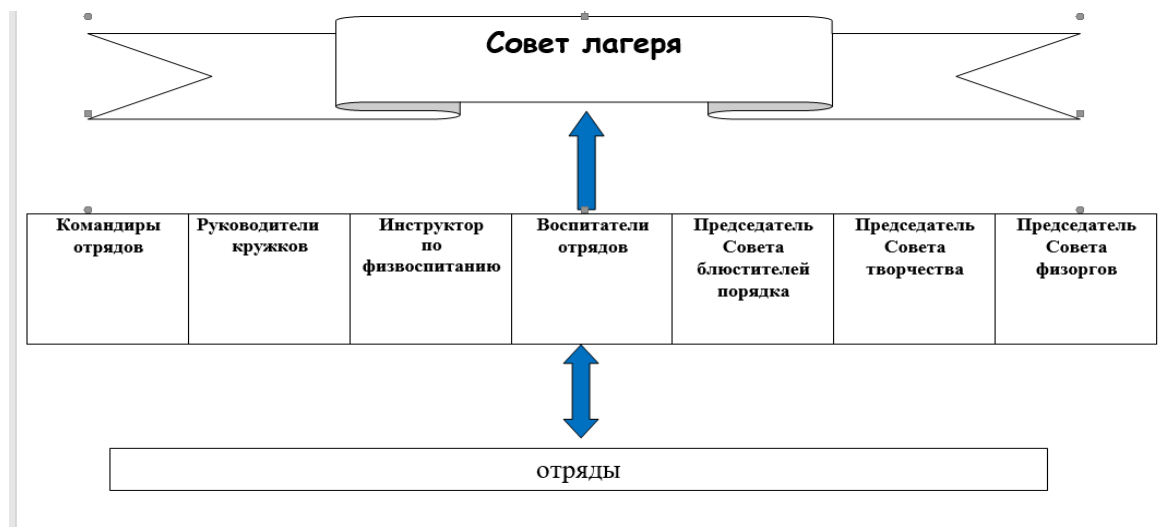 Совет лагеря
Командиры
отрядов
Руководители
кружков
Инструктор
по
физвоспитанию
Воспитатели
отрядов
Председатель
Совета
блюстителей
порядка
Председатель
Совета
творчества
Председатель
Совета
физоргов
отряды